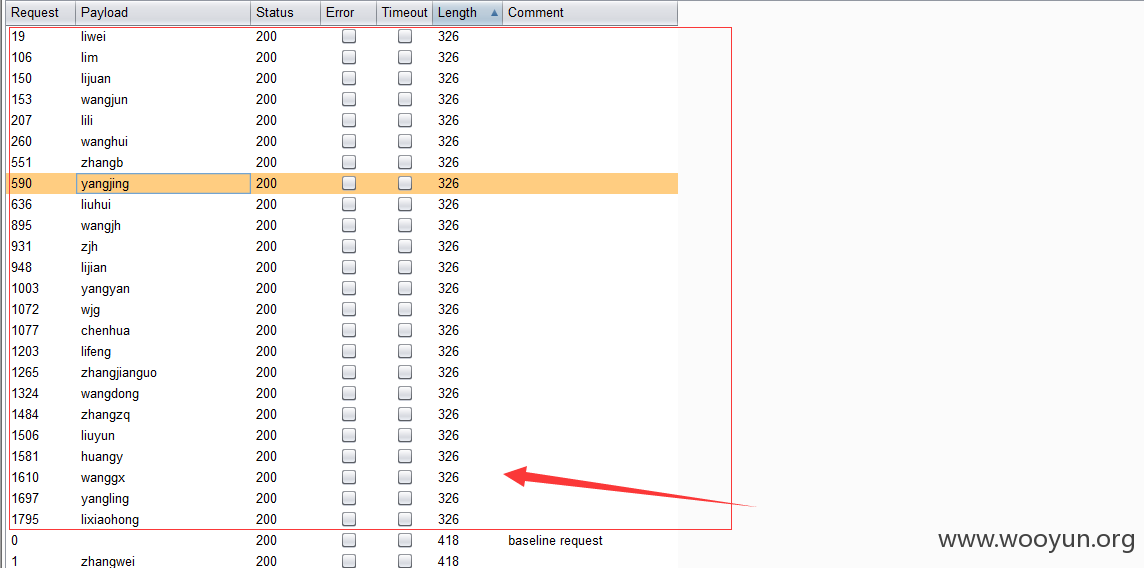 Request Payload Status Error Timeout Length Comment
19 liwei 200 326
106 lim 200 326
150 lijuan 200 326
153 wangjun 200 326
207 lili 200 326
260 wanghui 200 326
551 zhangb 200 326
590 yangjing 200 326
636 liuhui 200 326
895 wangjh 200 326
931 zjh 200 326
948 lijian 200 326
1003 yangyan 200 326
1072 wjg 200 326
1077 chenhua 200 326
1203 lifeng 200 326
1265 zhangjianguo 200 326
1324 wangdong 200 326
1484 zhangzq 200 326
1506 liuyun 200 326
1581 huangy 200 326
1610 wanggx 200 326
1697 yangling 200 326
1795 lixiaohong 200 326
0 200 418 baseline request
1 zhangwei 200 418
www.wooyun.org